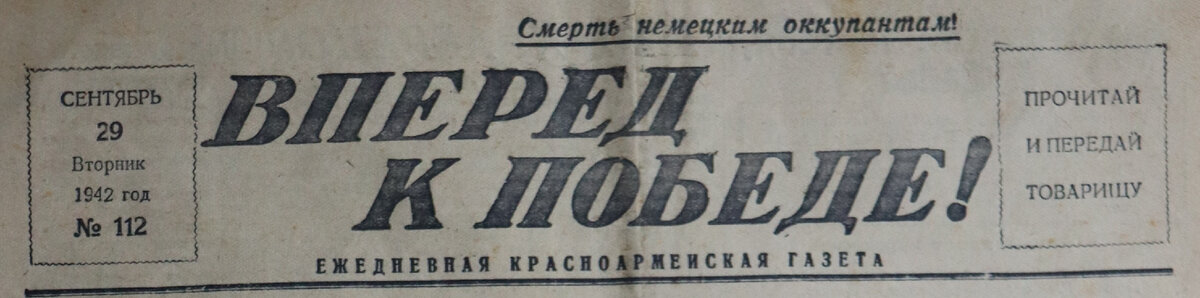 Смерть немецким оккупантам!
СЕНТЯБРЬ
29
Вторник
1942 год
№ 112
ВПЕРЕД
К ПОБЕДЕ!
ЕЖЕДНЕВНАЯ КРАСНОАРМЕЙСКАЯ ГАЗЕТА
ПРОЧИТАЙ
И ПЕРЕДАЙ
ТОВАРИЩУ